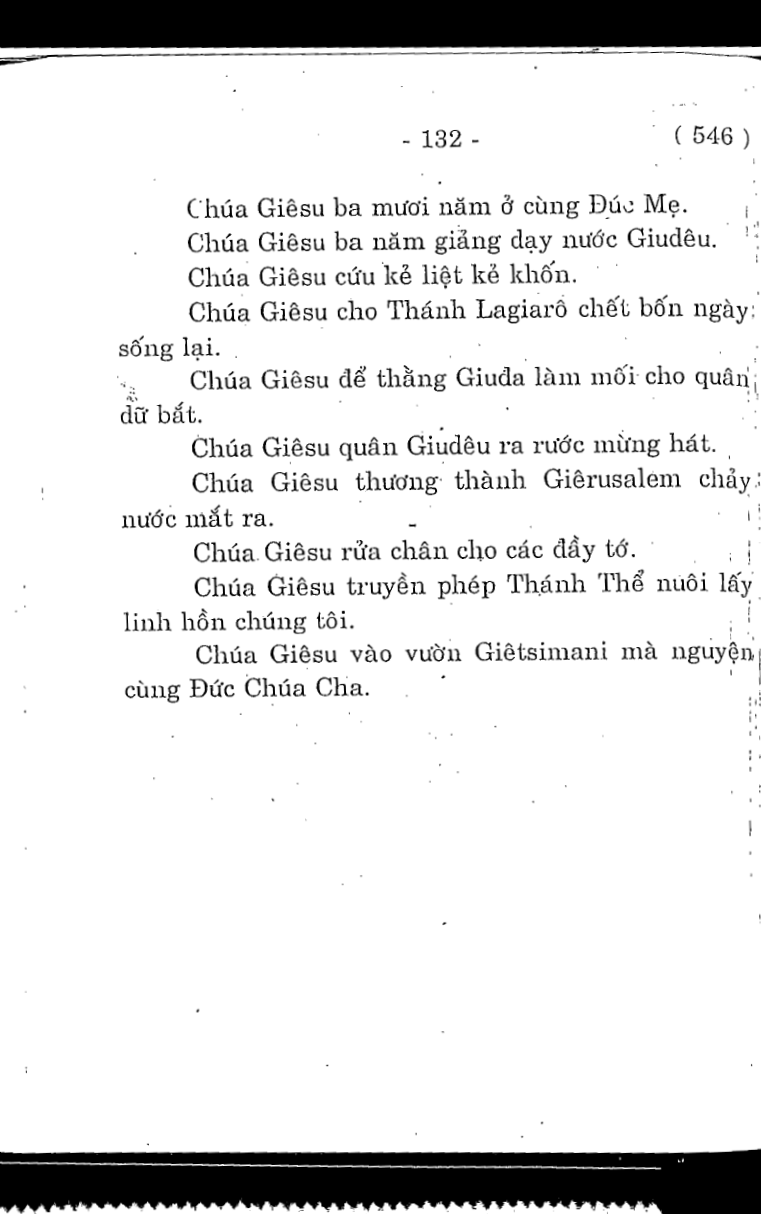 - 132 -
( 546 )
Chúa Giêsu ba mươi năm ở cùng Đúc Mẹ.
Chúa Giêsu ba năm giảng dạy nước Giudêu.
Chúa Giêsu cứu kẻ liệt kẻ khốn.
Chúa Giêsu cho Thánh Lagiarô chết bốn ngày
sống lại.
Chúa Giêsu để thằng Giuđa làm mối cho quân
dữ bắt.
Chúa Giêsu quân Giudêu ra rước mừng hát.
Chúa Giêsu thương thành Giêrusalem chảy
nước mắt ra.
Chúa Giêsu rửa chân cho các đầy tớ.
Chúa Giêsu truyền phép Thánh Thể nuôi lấy
linh hồn chúng tôi.
Chúa Giêsu vào vườn Giêtsimani mà nguyện
cùng Đức Chúa Cha.